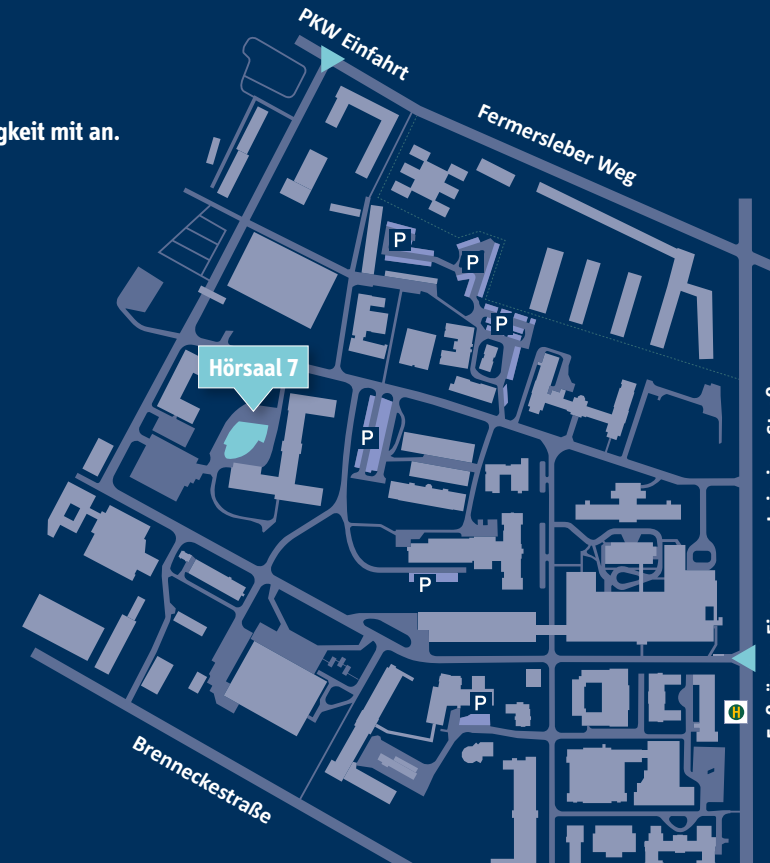 PKW Einfahrt
Fermersleber Weg
gkeit mit an.
P
P
P
Hörsaal 7
P
P
P
H
Brenneckestraße